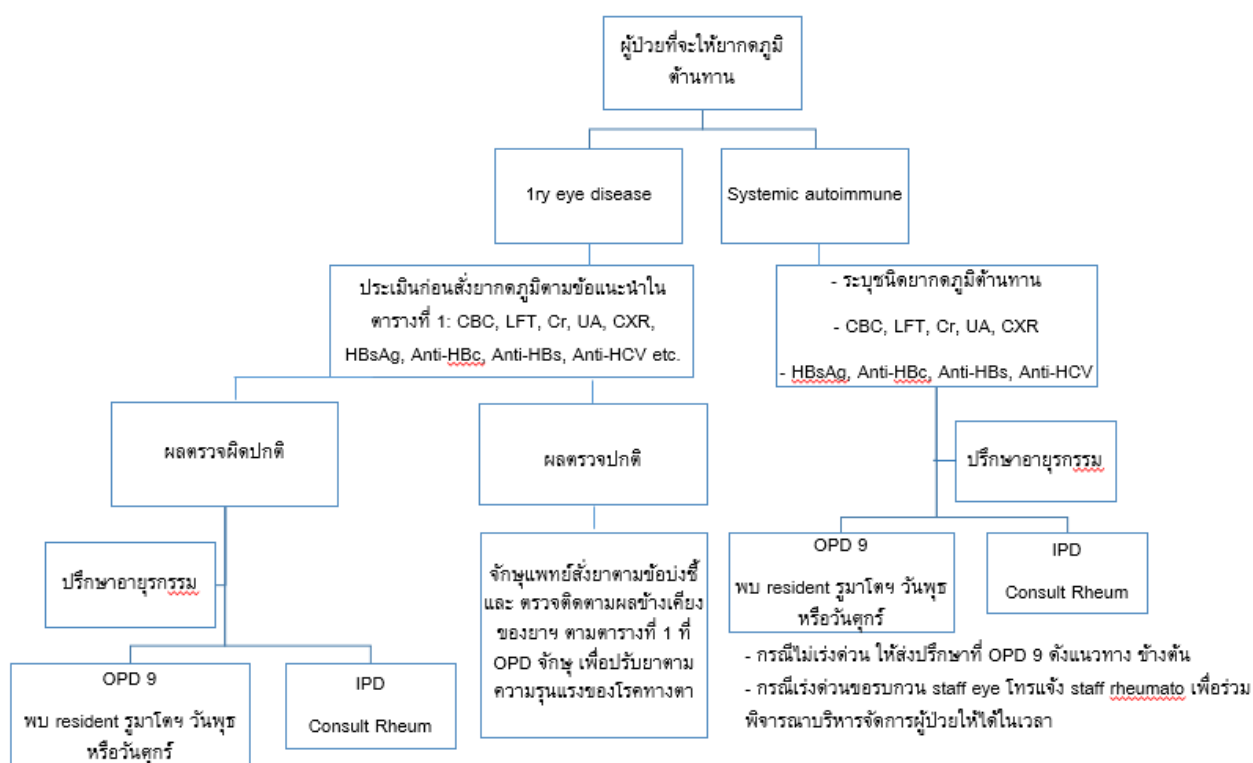 ผู้ป่วยที่จะให้ยากดภูมิ
ต้านทาน
1ry eye disease
Systemic autoimmune
ประเมินก่อนสั่งยากดภูมิตามข้อแนะนำใน
ตารางที่ 1: CBC, LFT, Cr, UA, CXR,
HBsAg, Anti-HBc, Anti-HBs, Anti-HCV etc.
- ระบุชนิดยากดภูมิต้านทาน
- CBC, LFT, Cr, UA, CXR
- HBsAg, Anti-HBc, Anti-HBs, Anti-HCV
ผลตรวจผิดปกติ
ผลตรวจปกติ
ปรึกษาอายุรกรรม
ปรึกษาอายุรกรรม
OPD 9
พบ resident รูมาโตฯ วันพุธ
หรือวันศุกร์
IPD
Consult Rheum
จักษุแพทย์สั่งยาตามข้อบ่งชี้
และ ตรวจติดตามผลข้างเคียง
ของยาฯ ตามตารางที่ 1 ที่
OPD จักษุ เพื่อปรับยาตาม
ความรุนแรงของโรคทางตา
OPD 9
พบ resident รูมาโตฯ วันพุธ
หรือวันศุกร์
IPD
Consult Rheum
- กรณีไม่เร่งด่วน ให้ส่งปรึกษาที่ OPD 9 ดังแนวทาง ข้างต้น
- กรณีเร่งด่วนขอรบกวน staff eye โทรแจ้ง staff rheumato เพื่อร่วม
พิจารณาบริหารจัดการผู้ป่วยให้ได้ในเวลา